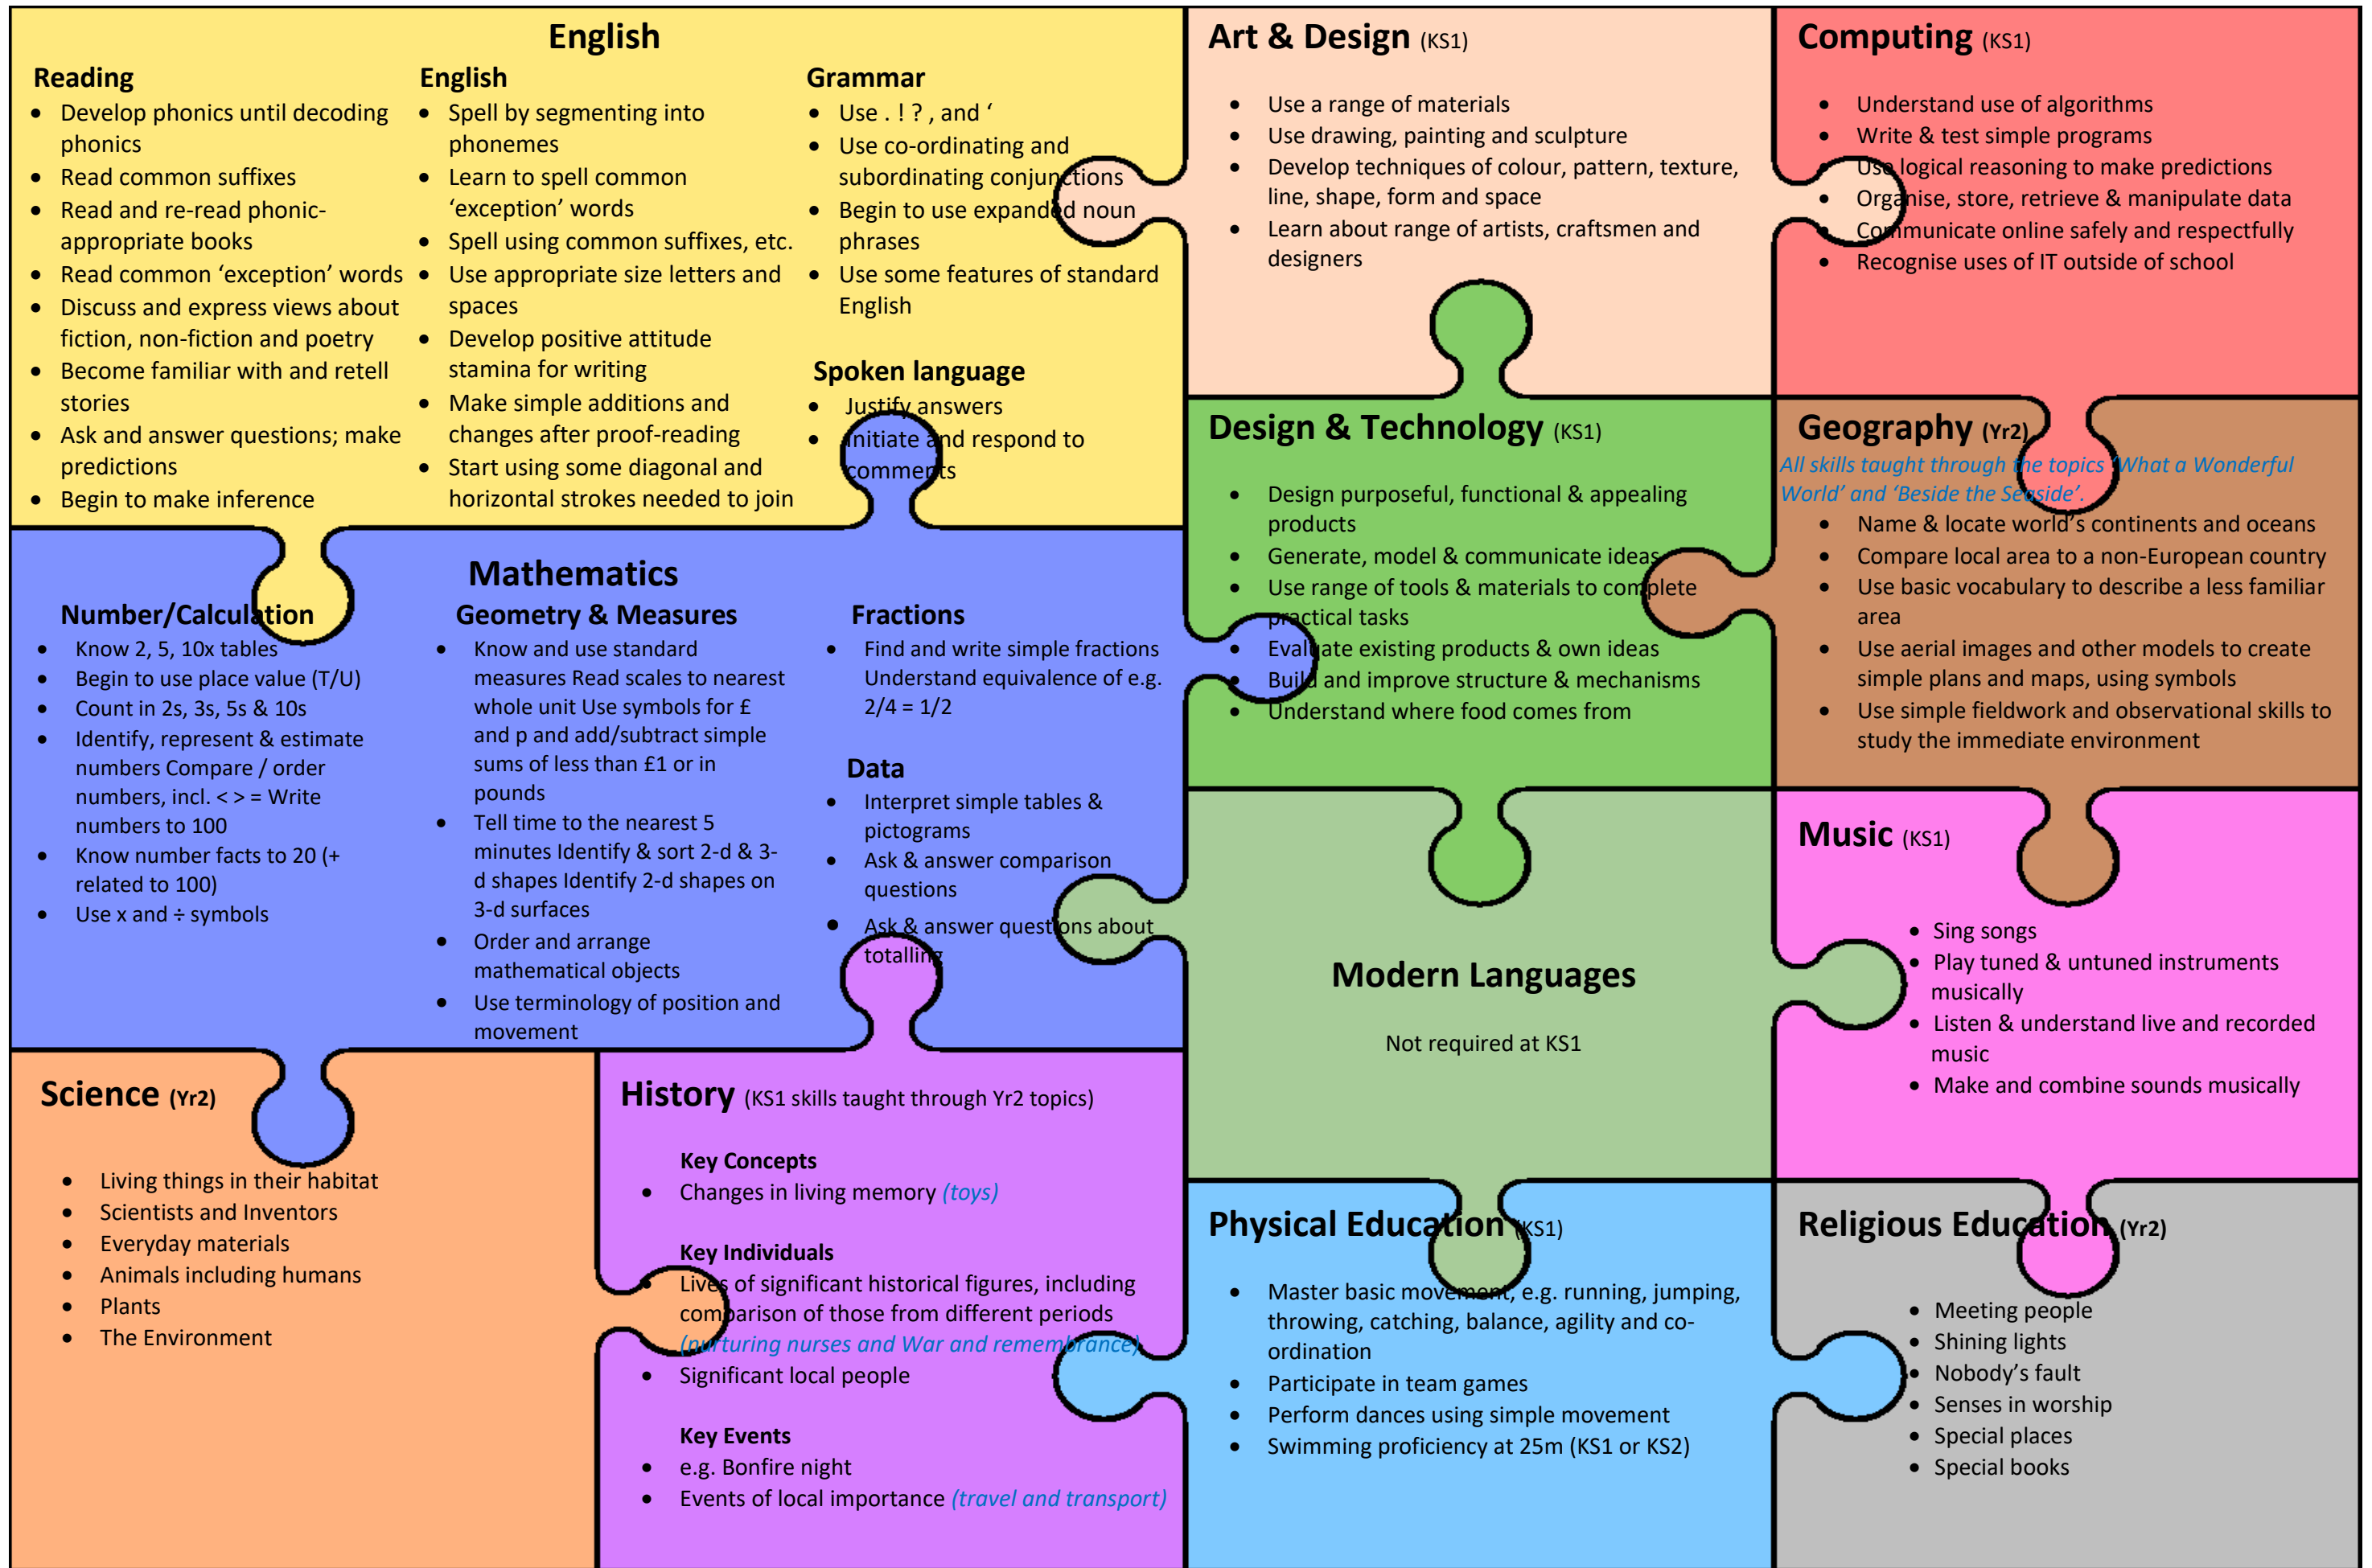 English
Reading
• Develop phonics until decoding
phonics
• Read common suffixes
• Read and re-read phonic-
appropriate books
• Read common ‘exception’ words
• Discuss and express views about
fiction, non-fiction and poetry
• Become familiar with and retell
stories
• Ask and answer questions; make
predictions
• Begin to make inference
English
• Spell by segmenting into
phonemes
• Learn to spell common
‘exception’ words
• Spell using common suffixes, etc.
• Use appropriate size letters and
spaces
• Develop positive attitude
stamina for writing
• Make simple additions and
changes after proof-reading
• Start using some diagonal and
horizontal strokes needed to join
Grammar
• Use . ! ? , and ‘
• Use co-ordinating and
subordinating conjunctions
• Begin to use expanded noun
phrases
• Use some features of standard
English
Spoken language
• Justify answers
• Initiate and respond to
comments
Art & Design (KS1)
• Use a range of materials
• Use drawing, painting and sculpture
• Develop techniques of colour, pattern, texture,
line, shape, form and space
• Learn about range of artists, craftsmen and
designers
Computing (KS1)
• Understand use of algorithms
• Write & test simple programs
• Use logical reasoning to make predictions
• Organise, store, retrieve & manipulate data
• Communicate online safely and respectfully
• Recognise uses of IT outside of school
Mathematics
Number/Calculation
• Know 2, 5, 10x tables
• Begin to use place value (T/U)
• Count in 2s, 3s, 5s & 10s
• Identify, represent & estimate
numbers Compare / order
numbers, incl. < > = Write
numbers to 100
• Know number facts to 20 (+
related to 100)
• Use x and ÷ symbols
Geometry & Measures
• Know and use standard
measures Read scales to nearest
whole unit Use symbols for £
and p and add/subtract simple
sums of less than £1 or in
pounds
• Tell time to the nearest 5
minutes Identify & sort 2-d & 3-
d shapes Identify 2-d shapes on
3-d surfaces
• Order and arrange
mathematical objects
• Use terminology of position and
movement
Fractions
• Find and write simple fractions
Understand equivalence of e.g.
2/4 = 1/2
Data
• Interpret simple tables &
pictograms
• Ask & answer comparison
questions
• Ask & answer questions about
totalling
Design & Technology (KS1)
• Design purposeful, functional & appealing
products
• Generate, model & communicate ideas
• Use range of tools & materials to complete
practical tasks
• Evaluate existing products & own ideas
• Build and improve structure & mechanisms
• Understand where food comes from
Geography (Yr2)
All skills taught through the topics ‘What a Wonderful
World’ and ‘Beside the Seaside’.
• Name & locate world’s continents and oceans
• Compare local area to a non-European country
• Use basic vocabulary to describe a less familiar
area
• Use aerial images and other models to create
simple plans and maps, using symbols
• Use simple fieldwork and observational skills to
study the immediate environment
Modern Languages
Not required at KS1
Music (KS1)
• Sing songs
• Play tuned & untuned instruments
musically
• Listen & understand live and recorded
music
• Make and combine sounds musically
Science (Yr2)
• Living things in their habitat
• Scientists and Inventors
• Everyday materials
• Animals including humans
• Plants
• The Environment
History (KS1 skills taught through Yr2 topics)
Key Concepts
• Changes in living memory (toys)
Key Individuals
• Lives of significant historical figures, including
comparison of those from different periods
(nurturing nurses and War and remembrance)
• Significant local people
Key Events
• e.g. Bonfire night
• Events of local importance (travel and transport)
Physical Education (KS1)
• Master basic movement, e.g. running, jumping,
throwing, catching, balance, agility and co-
ordination
• Participate in team games
• Perform dances using simple movement
• Swimming proficiency at 25m (KS1 or KS2)
Religious Education (Yr2)
• Meeting people
• Shining lights
• Nobody’s fault
• Senses in worship
• Special places
• Special books